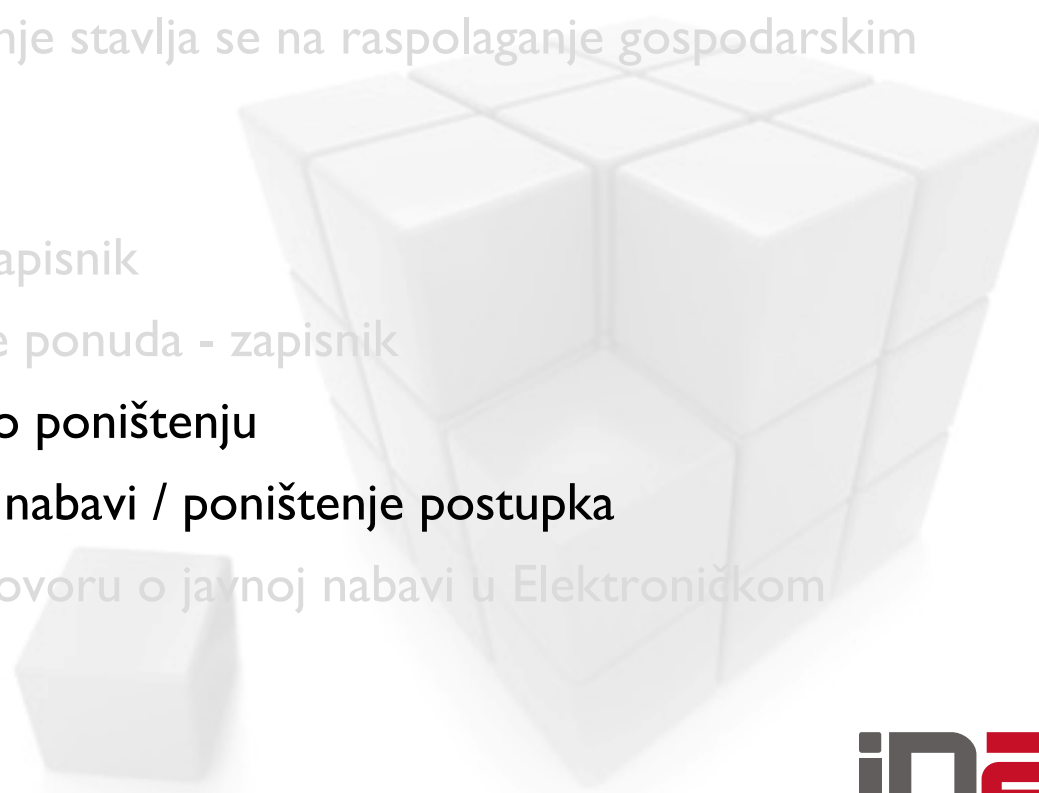 nje stavlja se na raspolaganje gospodarskim
apisnik
e ponuda - zapisnik
o poništenju
nabavi / poništenje postupka
ovoru o javnoj nabavi u Elektroničkom